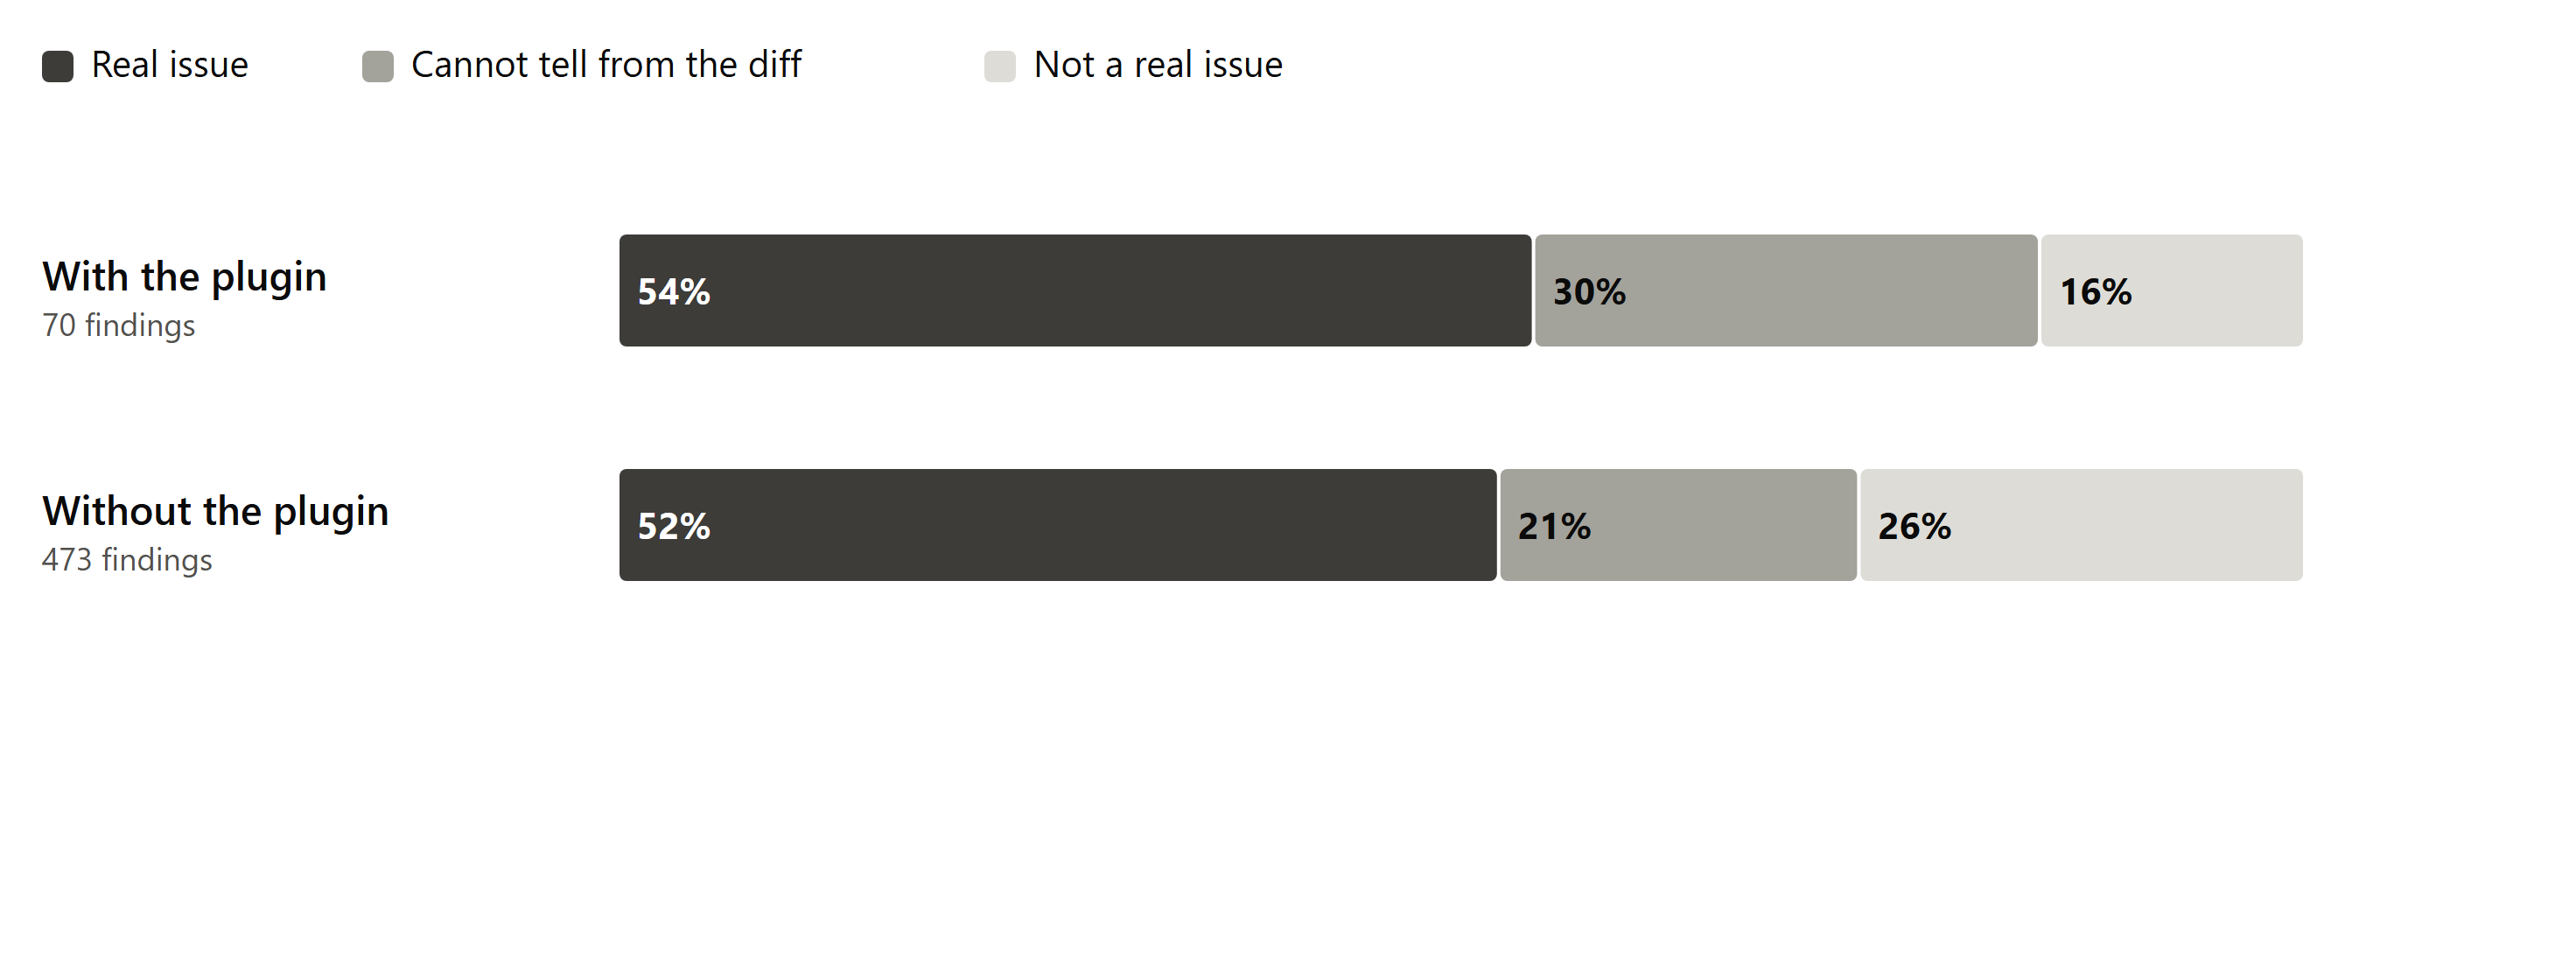 Real issue Cannot tell from the diff Not a real issue
With the plugin
70 findings
54% 30% 16%
Without the plugin
473 findings
52% 21% 26%